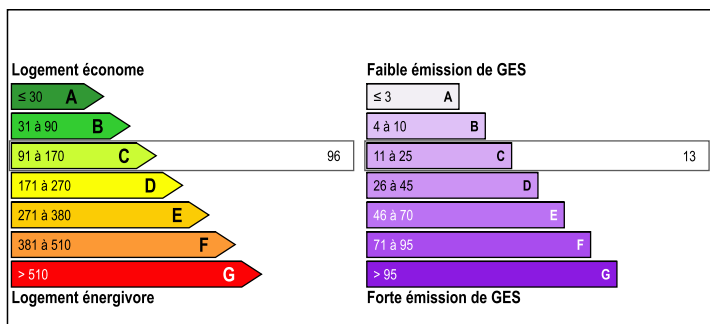 Logement économe
≤ 30 A
31 à 90 B
91 à 170 C 96
171 à 270 D
271 à 380 E
381 à 510 F
> 510 G
Logement énergivore
Faible émission de GES
≤ 3 A
4 à 10 B
11 à 25 C 13
26 à 45 D
46 à 70 E
71 à 95 F
> 95 G
Forte émission de GES